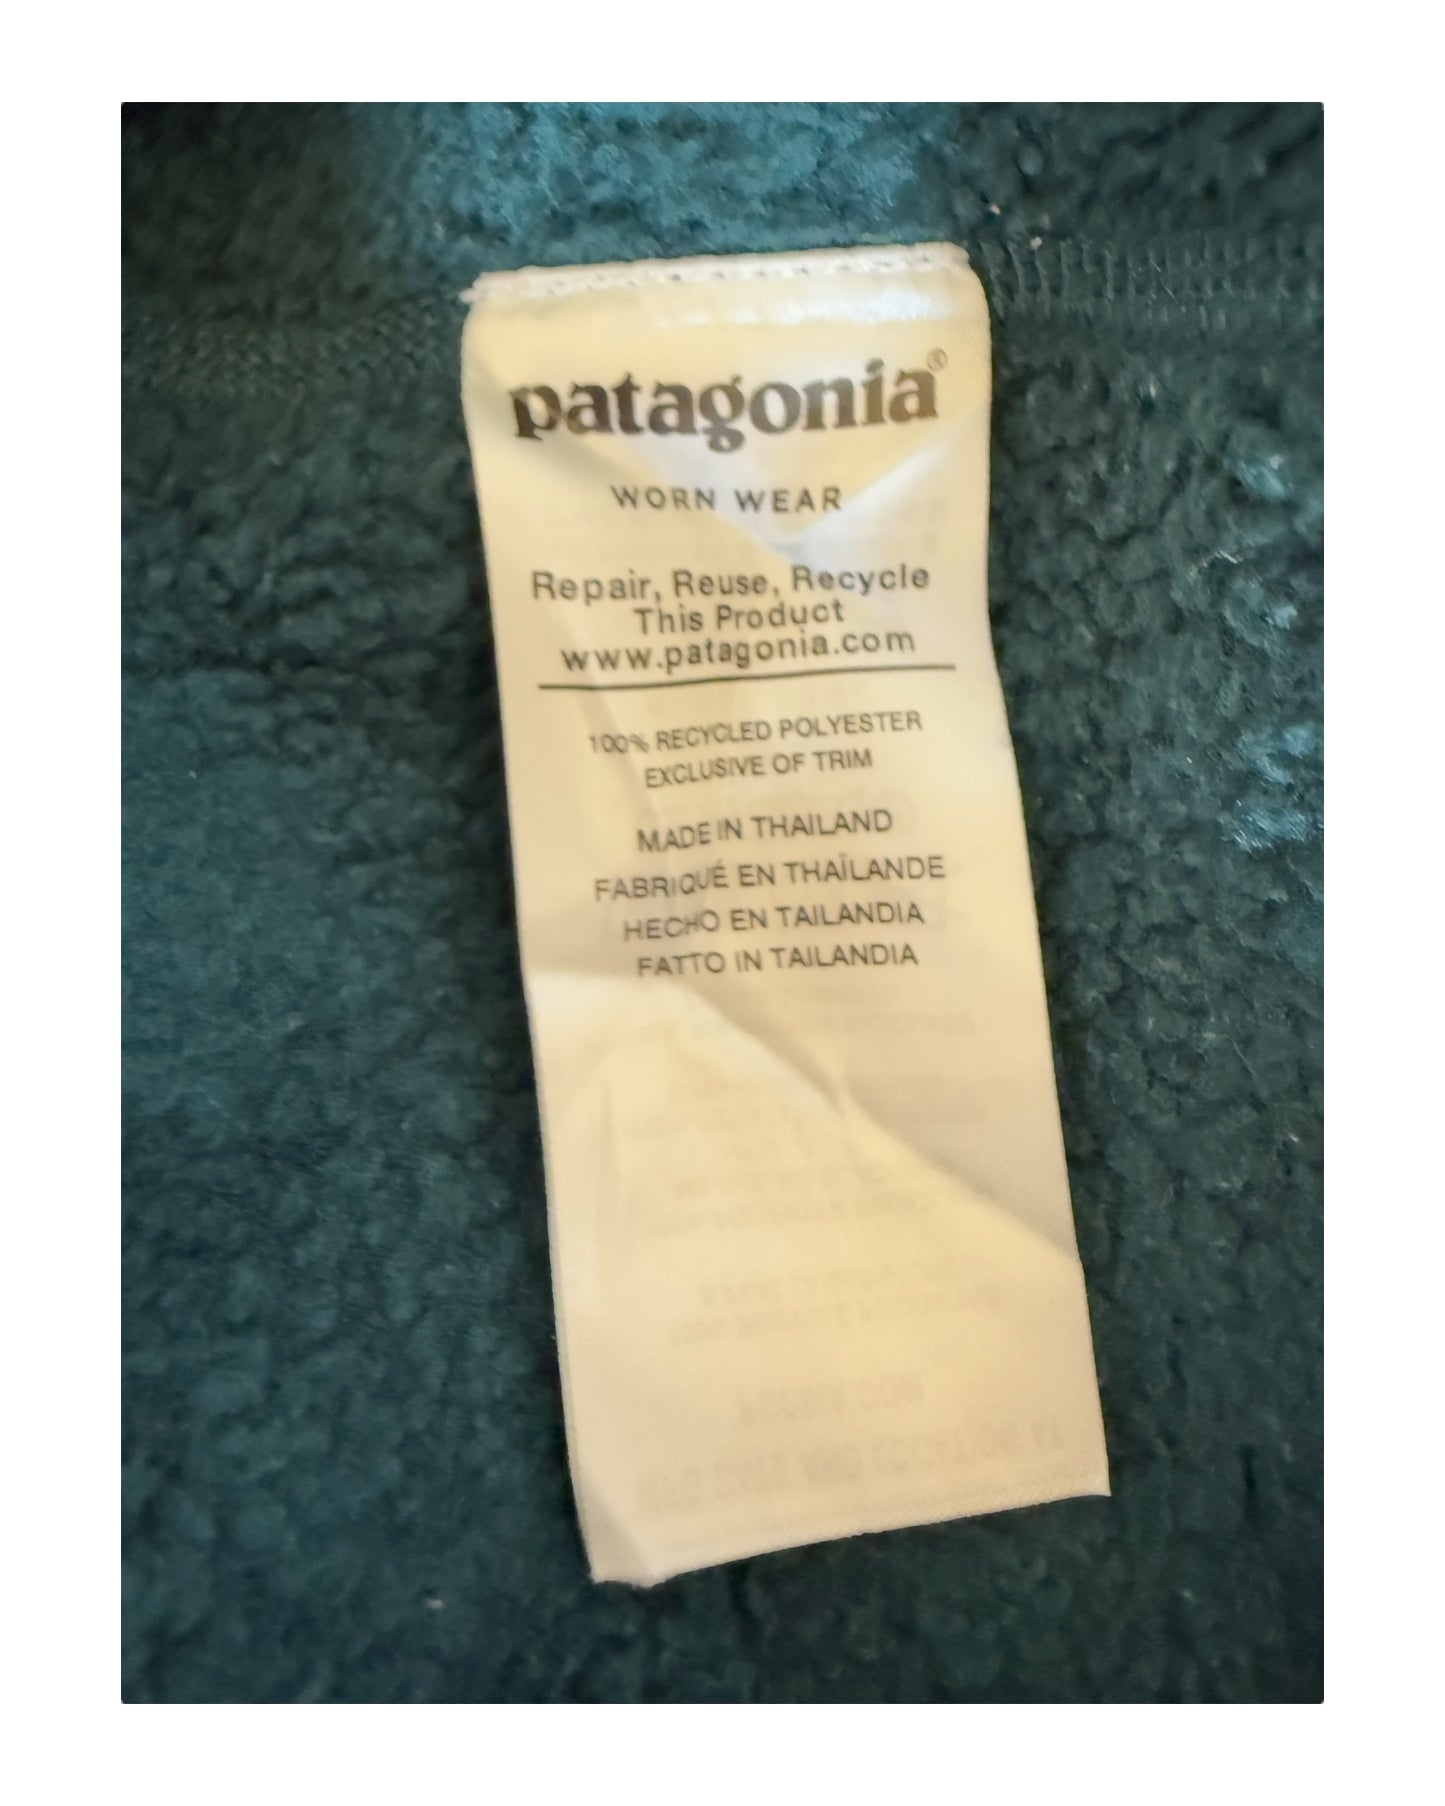 patagonia®
WORN WEAR
Repair, Reuse, Recycle
This Product
www.patagonia.com
100% RECYCLED POLYESTER
EXCLUSIVE OF TRIM
MADE IN THAILAND
FABRIQUÉ EN THAÏLANDE
HECHO EN TAILANDIA
FATTO IN TAILANDIA